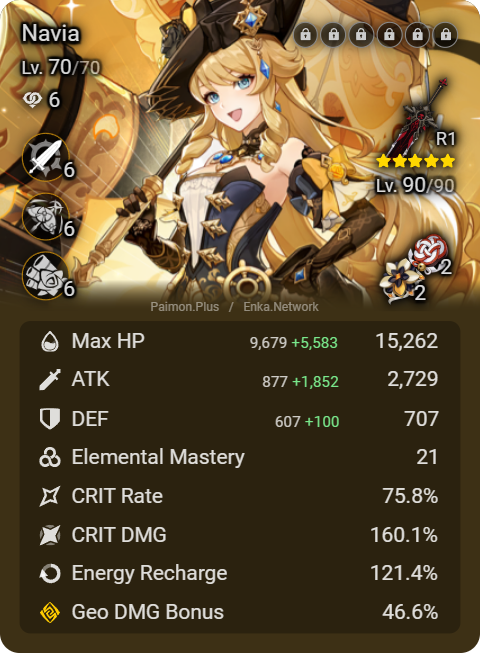 Navia
Lv. 70/70
6
6
R1
Lv. 90/90
6
6
2
2
Paimon.Plus / Enka.Network
Max HP 9,679 +5,583 15,262
ATK 877 +1,852 2,729
DEF 607 +100 707
Elemental Mastery 21
CRIT Rate 75.8%
CRIT DMG 160.1%
Energy Recharge 121.4%
Geo DMG Bonus 46.6%